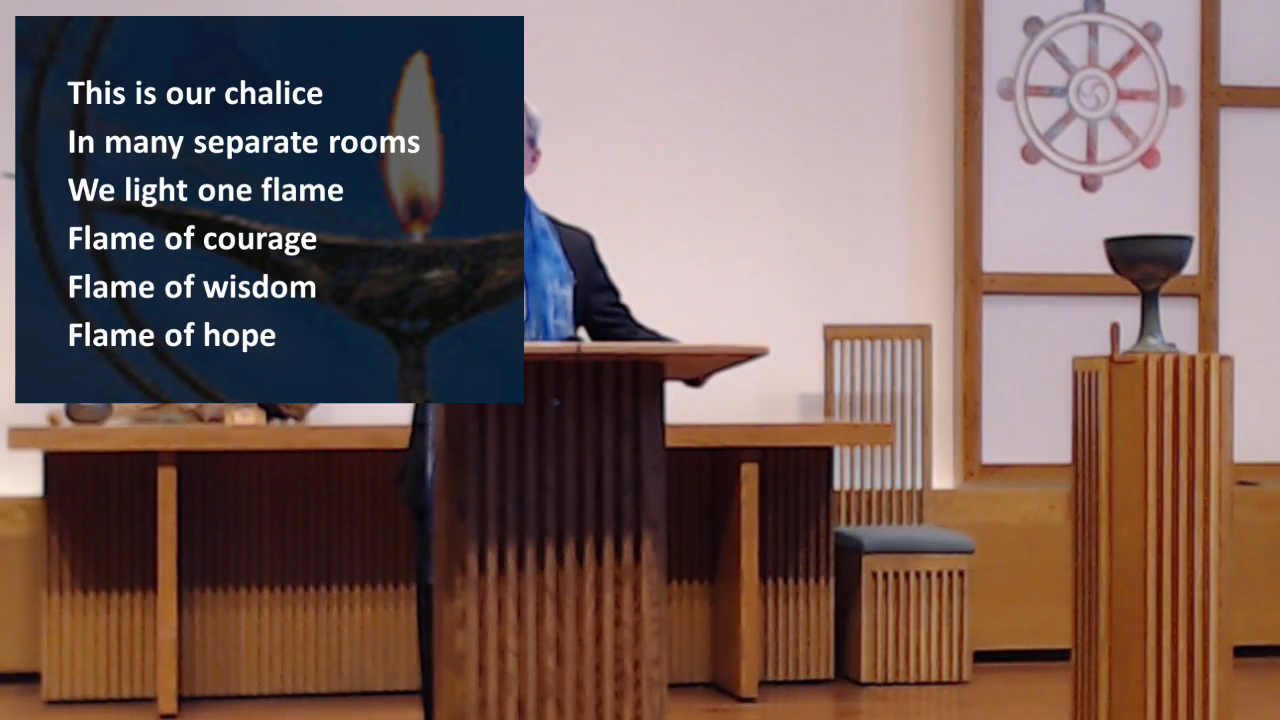 This is our chalice
In many separate rooms
We light one flame
Flame of courage
Flame of wisdom
Flame of hope